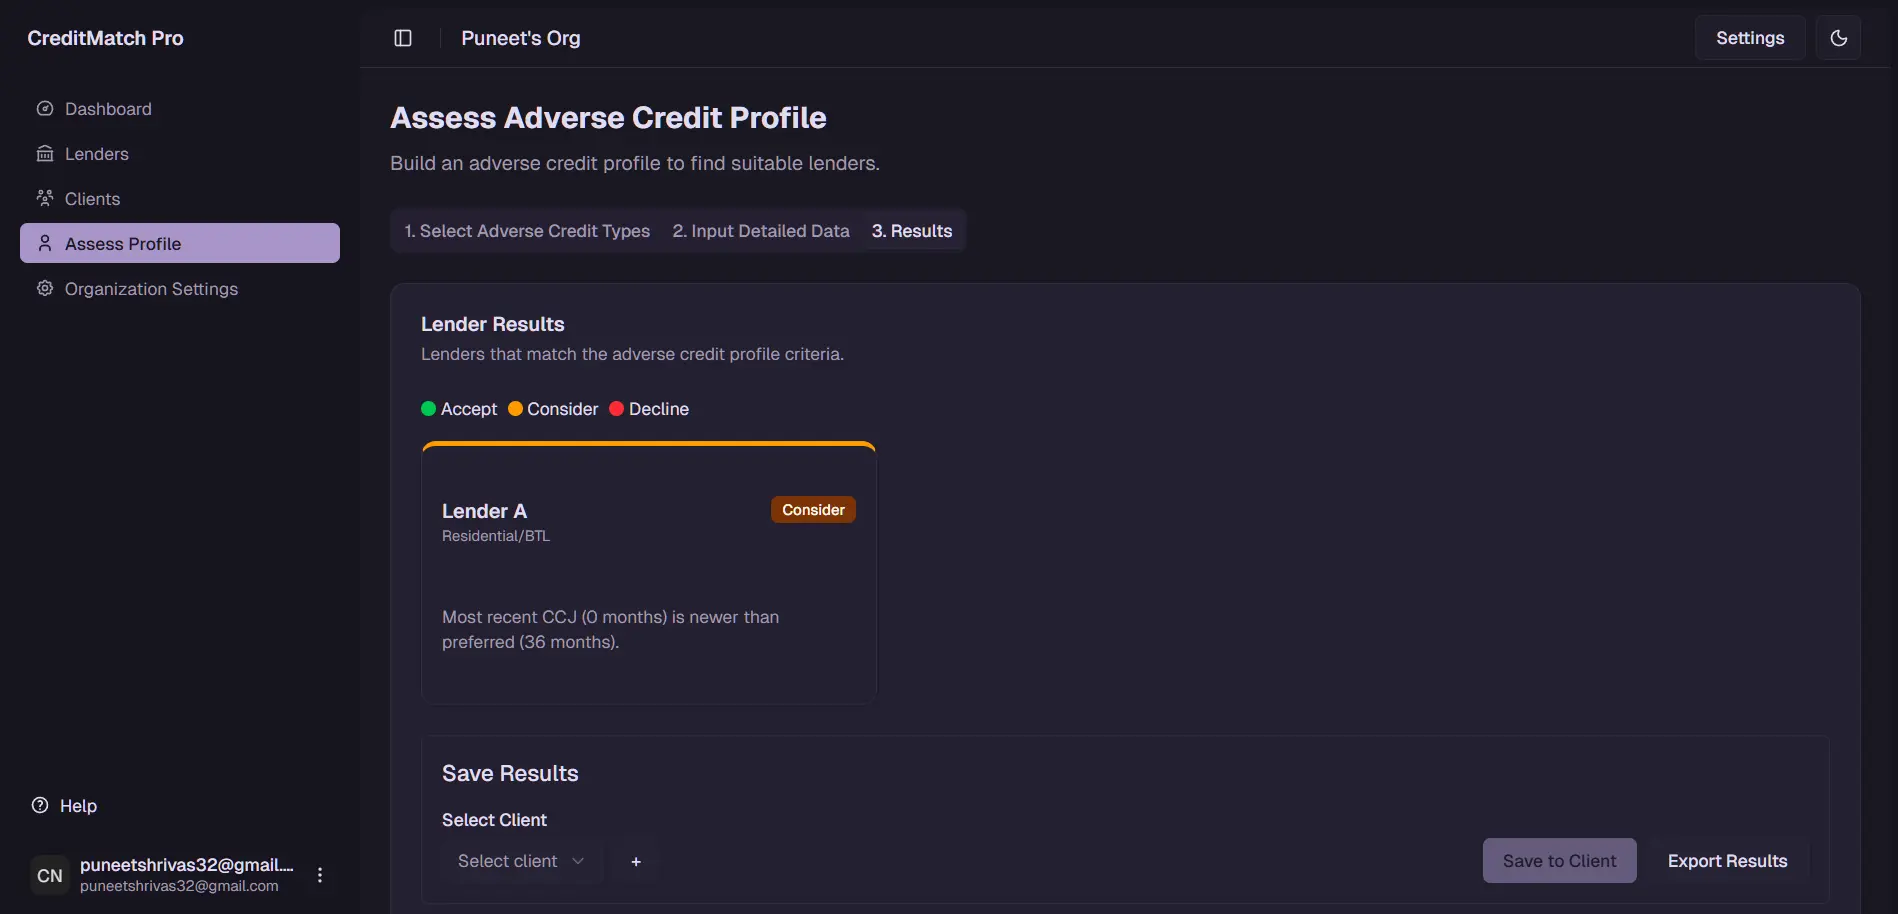 CreditMatch Pro
Dashboard
Lenders
Clients
Assess Profile
Organization Settings
Help
CN
puneetshrivas32@gmail....
puneetshrivas32@gmail.com
Puneet's Org
Settings
Assess Adverse Credit Profile
Build an adverse credit profile to find suitable lenders.
1. Select Adverse Credit Types 2. Input Detailed Data 3. Results
Lender Results
Lenders that match the adverse credit profile criteria.
Accept Consider Decline
Lender A
Consider
Residential/BTL
Most recent CCJ (0 months) is newer than
preferred (36 months).
Save Results
Select Client
Select client
+
Save to Client
Export Results